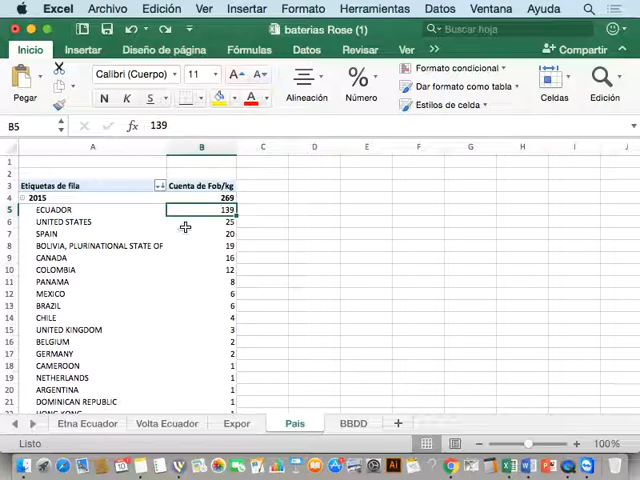 Excel Archivo Edición Ver Insertar Formato Herramientas Datos Ventana Ayuda
baterias Rose (1)
Buscar hoja
Inicio Insertar Diseño de página Fórmulas Datos Revisar Ver Compartir
Pegar
Calibri (Cuerpo) 11
N K S
Alineación
Número
Formato condicional
Dar formato como tabla
Estilos de celda
Celdas
Edición
B5 fx 139
A B C D E F G H I J
1
2
3 Etiquetas de fila Cuenta de Fob/kg
4 2015 269
5 ECUADOR 139
6 UNITED STATES 25
7 SPAIN 20
8 BOLIVIA, PLURINATIONAL STATE OF 19
9 CANADA 16
10 COLOMBIA 12
11 PANAMA 8
12 MEXICO 6
13 BRAZIL 6
14 CHILE 4
15 UNITED KINGDOM 3
16 BELGIUM 2
17 GERMANY 2
18 CAMEROON 1
19 NETHERLANDS 1
20 ARGENTINA 1
21 DOMINICAN REPUBLIC 1
Etna Ecuador Volta Ecuador Expor Pais BBDD
Listo 100%